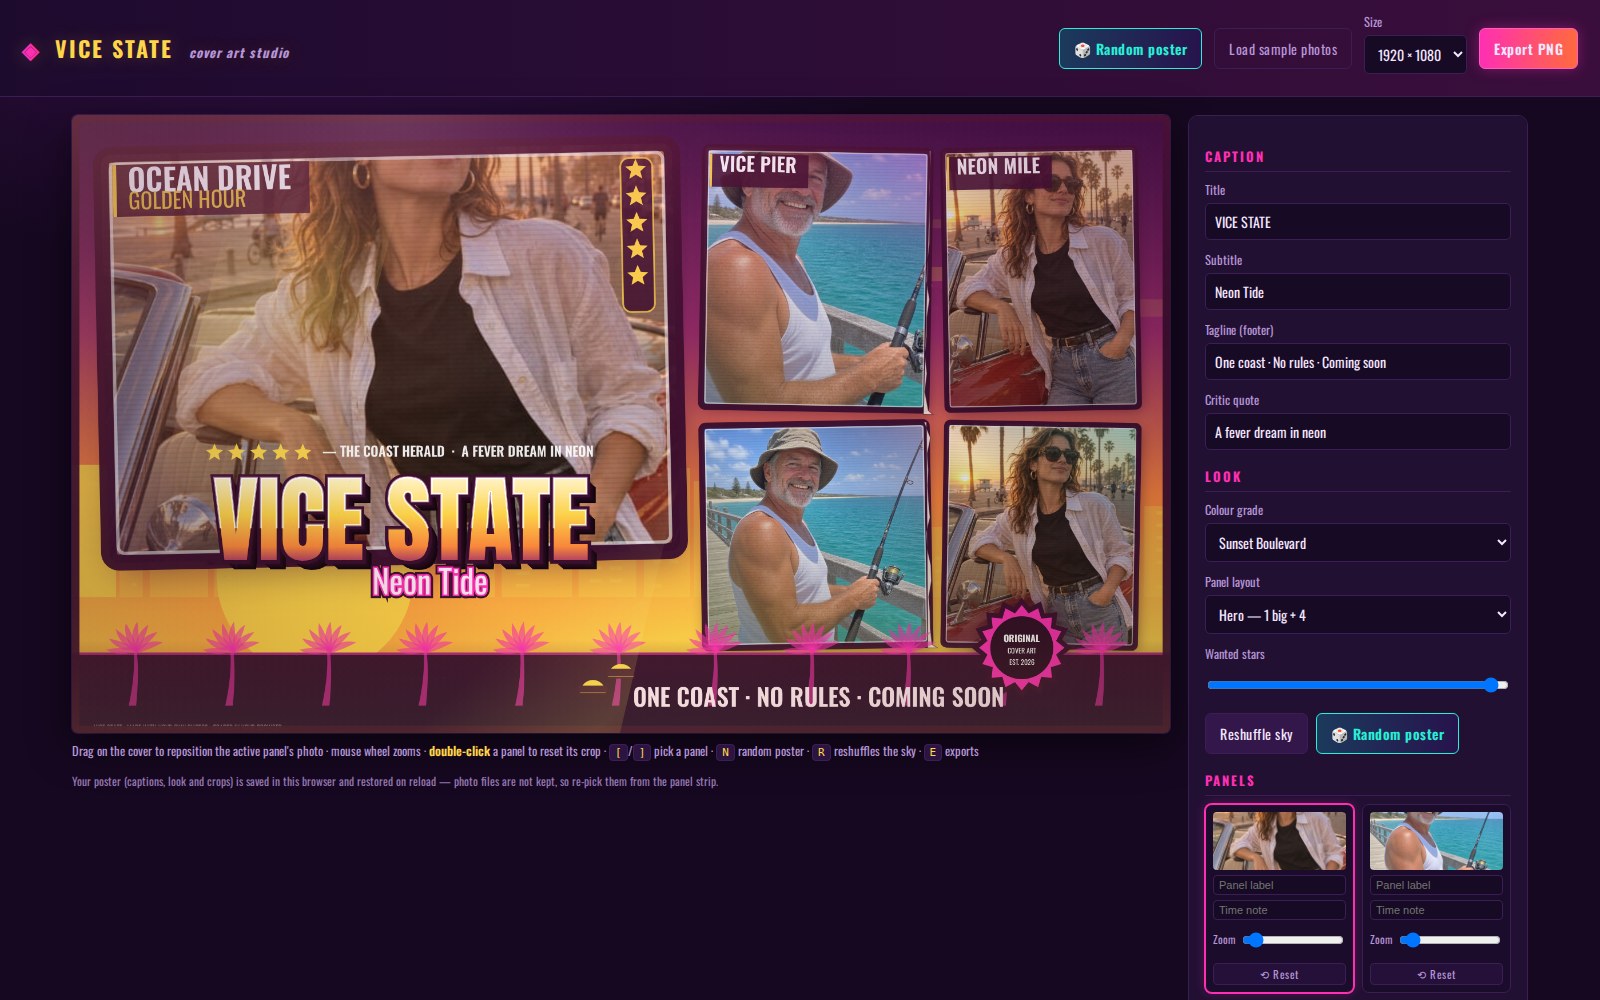 VICE STATE cover art studio
🎲 Random poster
Load sample photos
Size
1920 × 1080
Export PNG
OCEAN DRIVE
GOLDEN HOUR
VICE PIER
NEON MILE
— THE COAST HERALD · A FEVER DREAM IN NEON
VICE STATE
Neon Tide
ORIGINAL
COVER ART
EST. 2026
ONE COAST · NO RULES · COMING SOON
Drag on the cover to reposition the active panel's photo · mouse wheel zooms · double-click a panel to reset its crop · [ / ] pick a panel · N random poster · R reshuffles the sky · E exports
Your poster (captions, look and crops) is saved in this browser and restored on reload — photo files are not kept, so re-pick them from the panel strip.
CAPTION
Title
VICE STATE
Subtitle
Neon Tide
Tagline (footer)
One coast · No rules · Coming soon
Critic quote
A fever dream in neon
LOOK
Colour grade
Sunset Boulevard
Panel layout
Hero — 1 big + 4
Wanted stars
Reshuffle sky
🎲 Random poster
PANELS
Panel label
Time note
Zoom
⟲ Reset
Panel label
Time note
Zoom
⟲ Reset